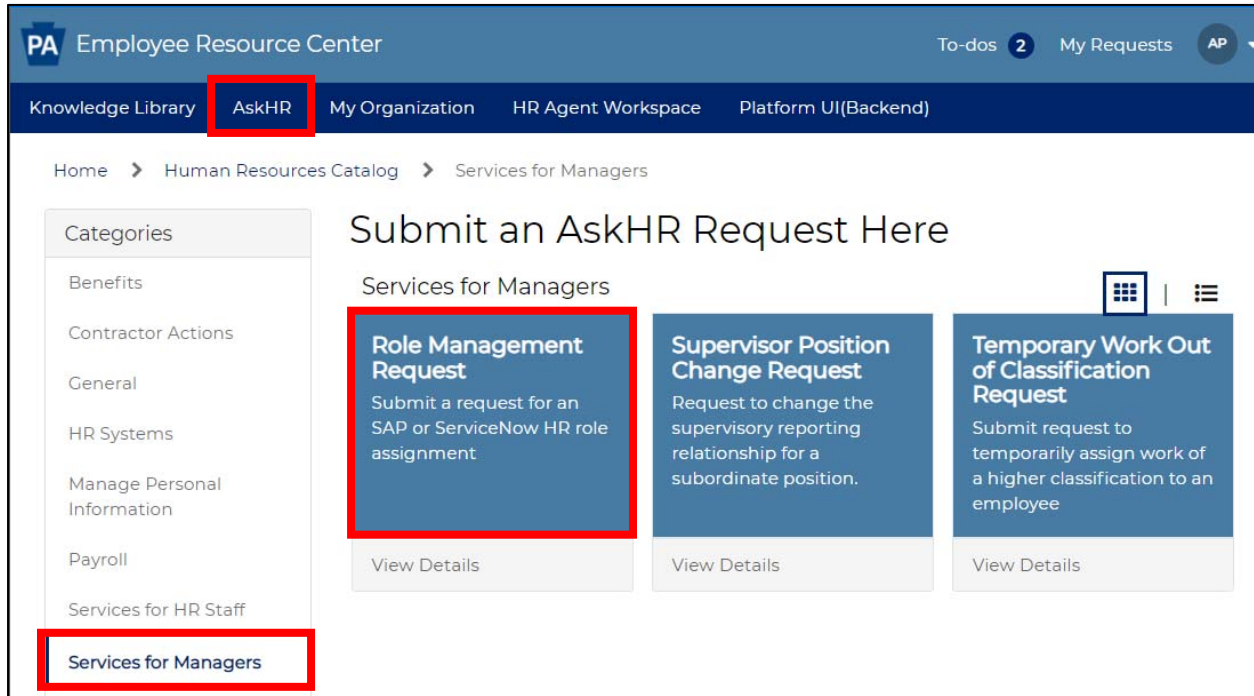 PA Employee Resource Center
To-dos 2 My Requests AP
Knowledge Library AskHR My Organization HR Agent Workspace Platform UI(Backend)
Home > Human Resources Catalog > Services for Managers
Categories
Benefits
Contractor Actions
General
HR Systems
Manage Personal
Information
Payroll
Services for HR Staff
Services for Managers
Submit an AskHR Request Here
Services for Managers
|
Role Management
Request
Submit a request for an
SAP or ServiceNow HR role
assignment
View Details
Supervisor Position
Change Request
Request to change the
supervisory reporting
relationship for a
subordinate position.
View Details
Temporary Work Out
of Classification
Request
Submit request to
temporarily assign work of
a higher classification to an
employee
View Details